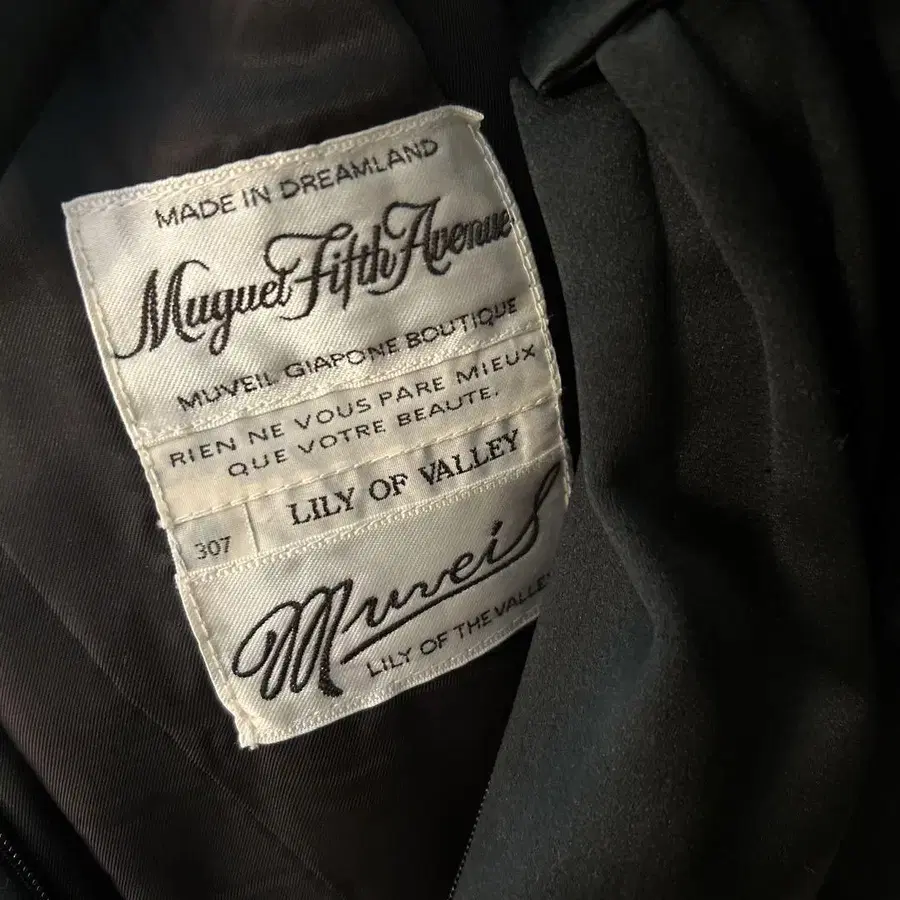 MADE IN DREAMLAND
Muguet Fifth Avenue
MUVEIL GIAPONE BOUTIQUE
RIEN NE VOUS PARE MIEUX
QUE VOTRE BEAUTE.
LILY OF VALLEY
307
Muveil
LILY OF THE VALLE